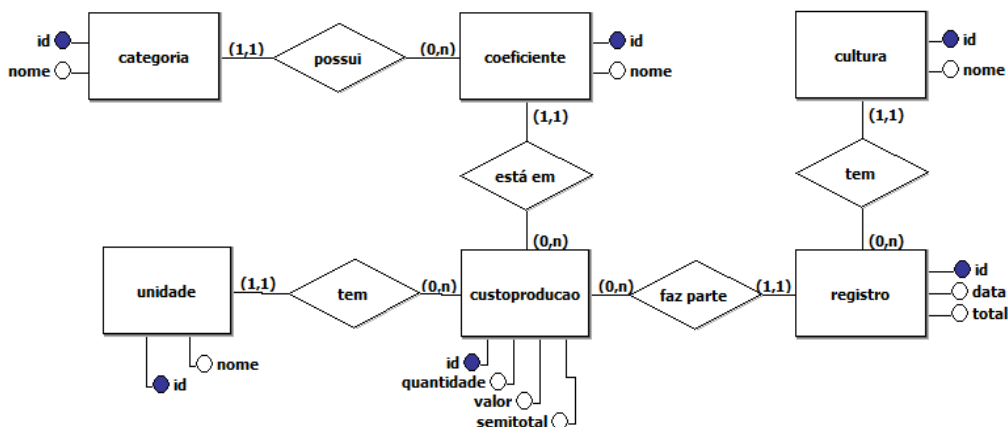 id
nome
categoria
(1,1)
possui
(0,n)
coeficiente
id
nome
cultura
id
nome
(1,1)
está em
(0,n)
(1,1)
tem
(0,n)
unidade
(1,1)
tem
(0,n)
custoproducao
(0,n)
faz parte
(1,1)
registro
id
data
total
nome
id
id
quantidade
valor
semitotal